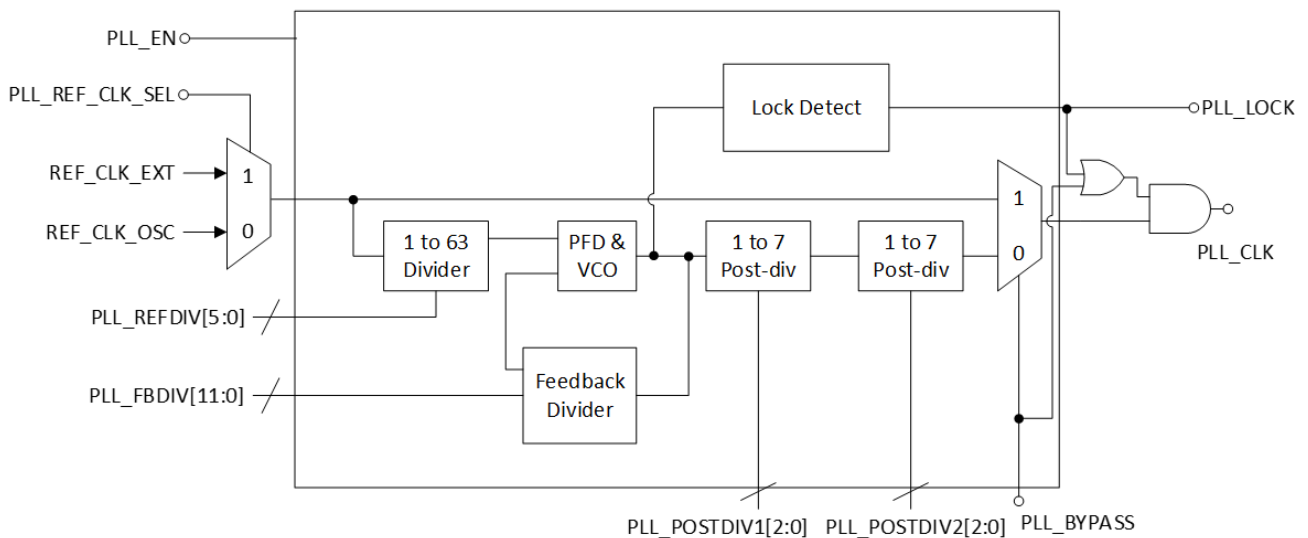 PLL_EN
PLL_REF_CLK_SEL
Lock Detect
PLL_LOCK
REF_CLK_EXT
1
1
REF_CLK_OSC
0
1 to 63
Divider
PFD &
VCO
1 to 7
Post-div
1 to 7
Post-div
0
PLL_CLK
PLL_REFDIV[5:0]
PLL_FBDIV[11:0]
Feedback
Divider
PLL_POSTDIV1[2:0]
PLL_POSTDIV2[2:0]
PLL_BYPASS